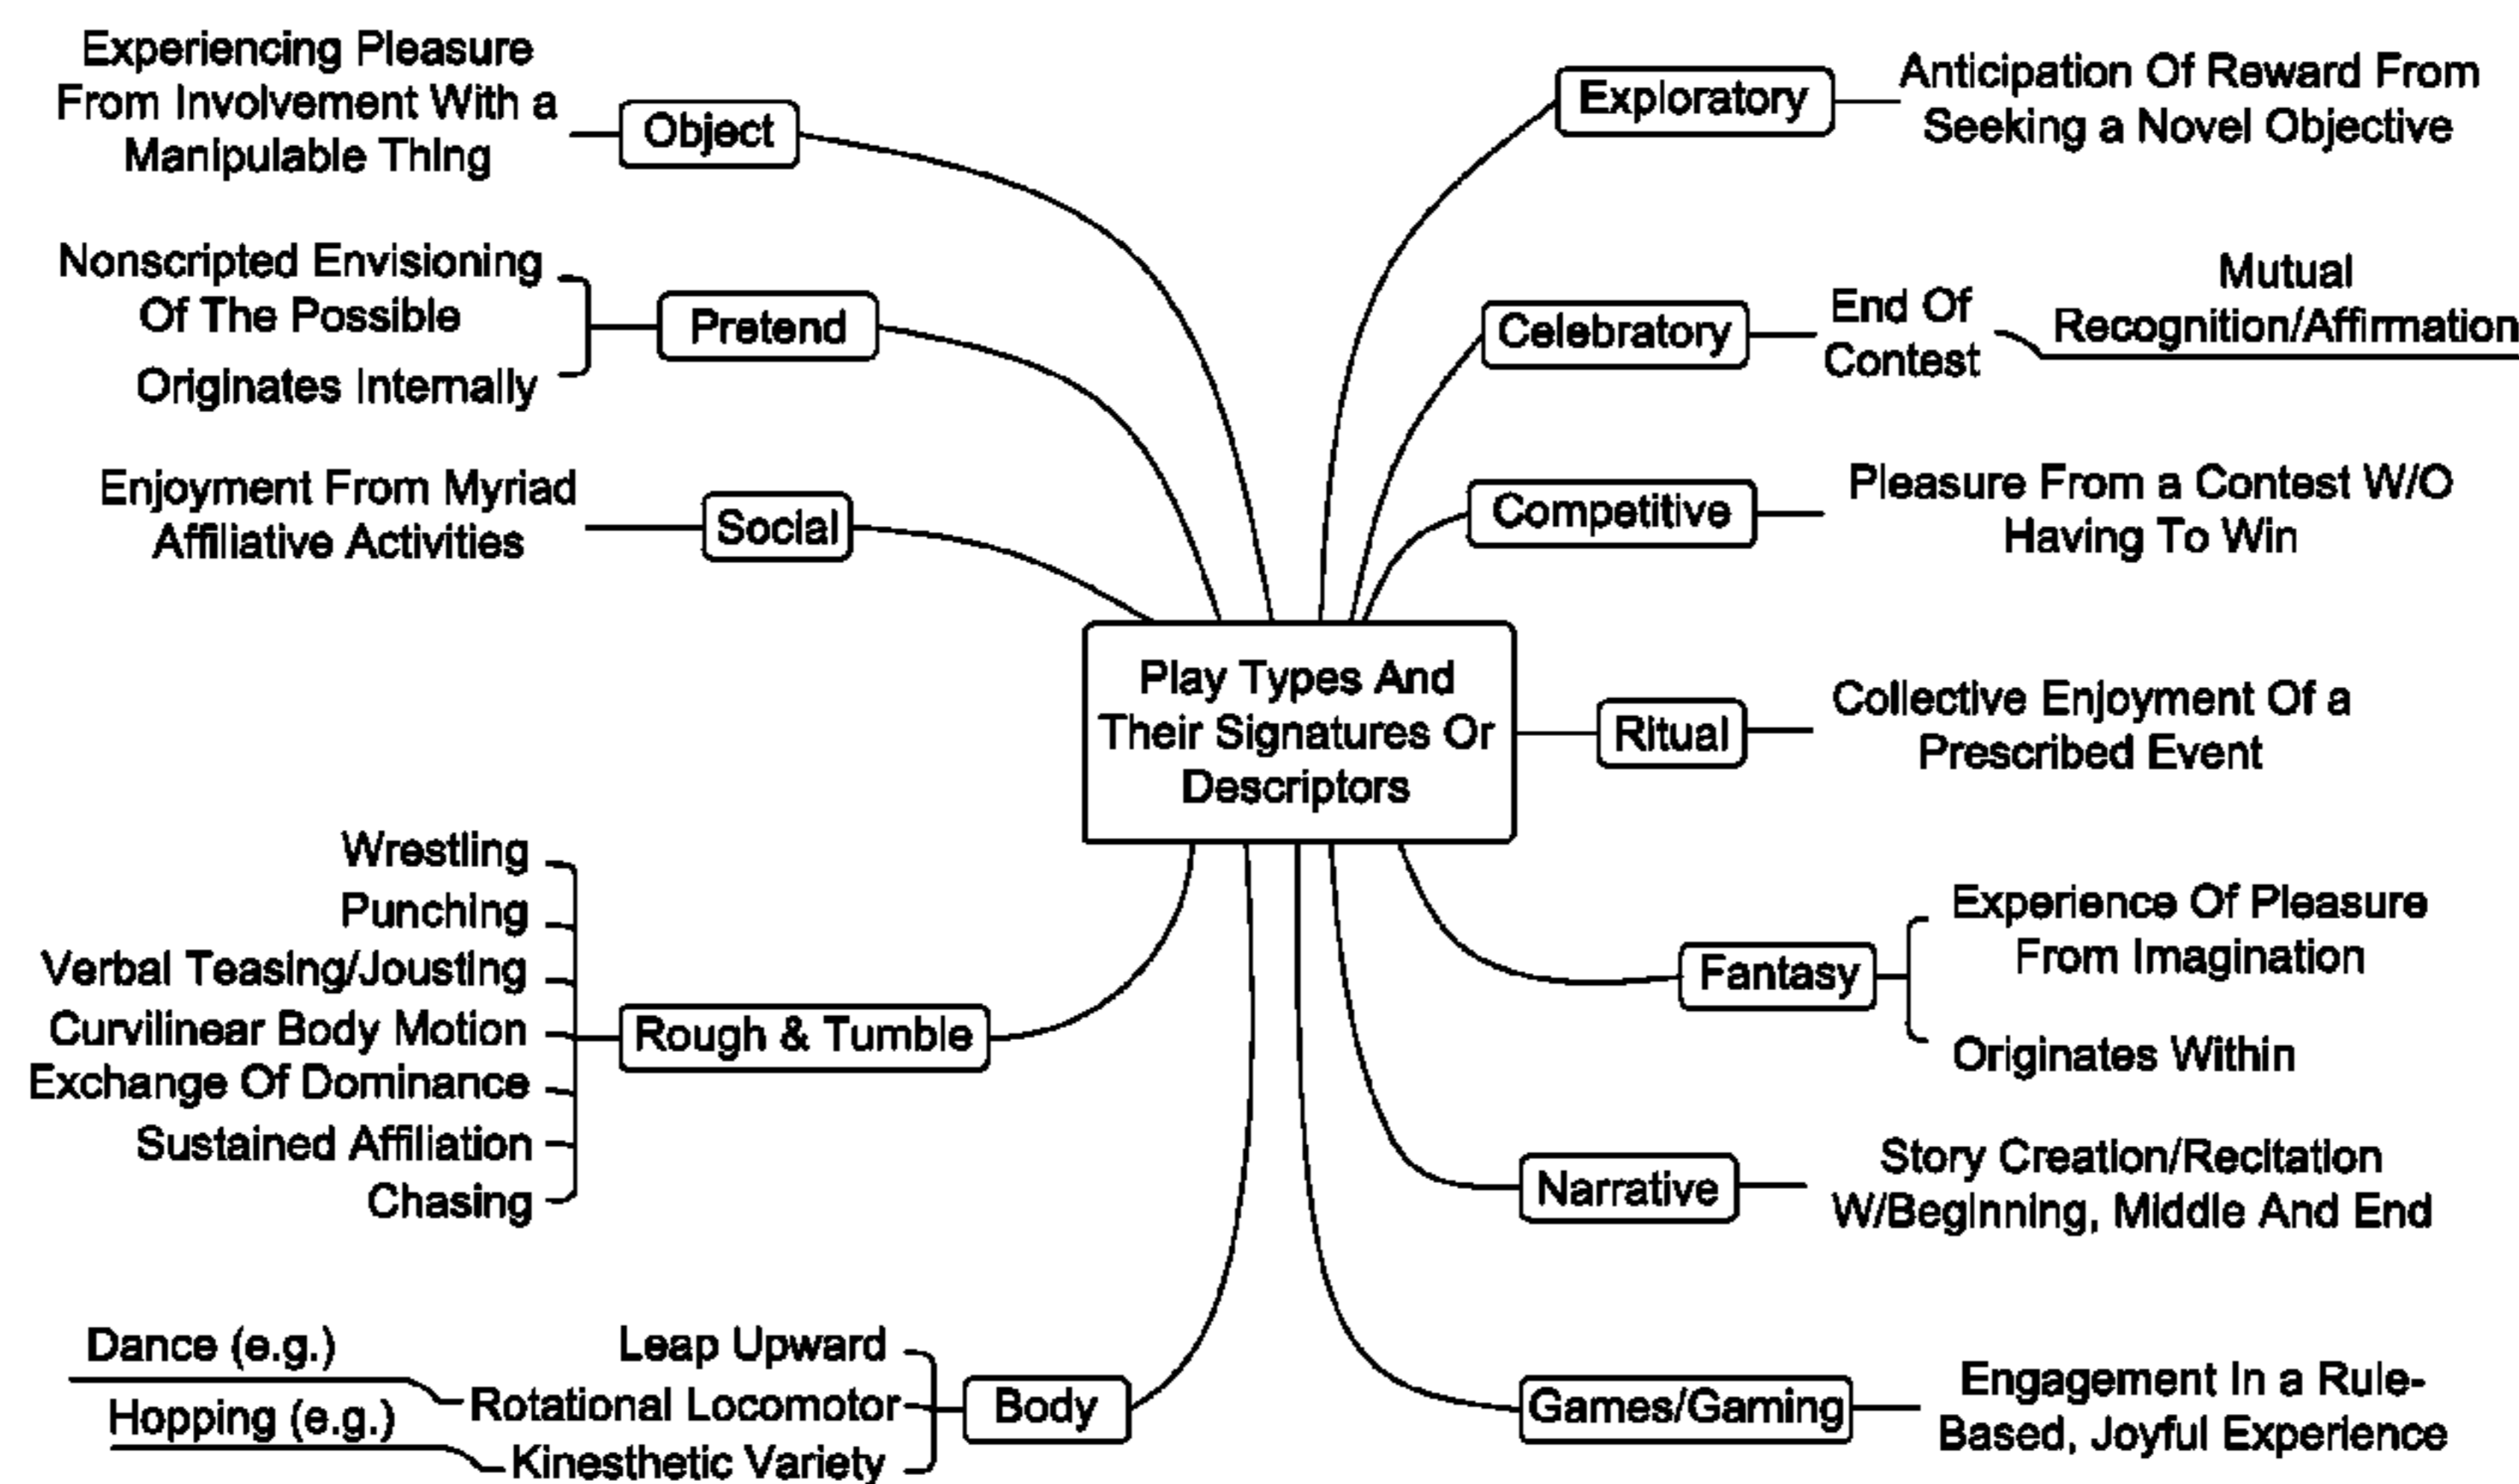 Experiencing Pleasure
From Involvement With a
Manipulable Thing
Object
Nonscripted Envisioning
Of The Possible
Originates Internally
Pretend
Enjoyment From Myriad
Affiliative Activities
Social
Exploratory
Anticipation Of Reward From
Seeking a Novel Objective
Celebratory
End Of
Contest
Mutual
Recognition/Affirmation
Competitive
Pleasure From a Contest W/O
Having To Win
Play Types And
Their Signatures Or
Descriptors
Ritual
Collective Enjoyment Of a
Prescribed Event
Wrestling
Punching
Verbal Teasing/Jousting
Curvilinear Body Motion
Exchange Of Dominance
Sustained Affiliation
Chasing
Rough & Tumble
Fantasy
Experience Of Pleasure
From Imagination
Originates Within
Narrative
Story Creation/Recitation
W/Beginning, Middle And End
Dance (e.g.)
Hopping (e.g.)
Leap Upward
Rotational Locomotor
Kinesthetic Variety
Body
Games/Gaming
Engagement In a Rule-
Based, Joyful Experience